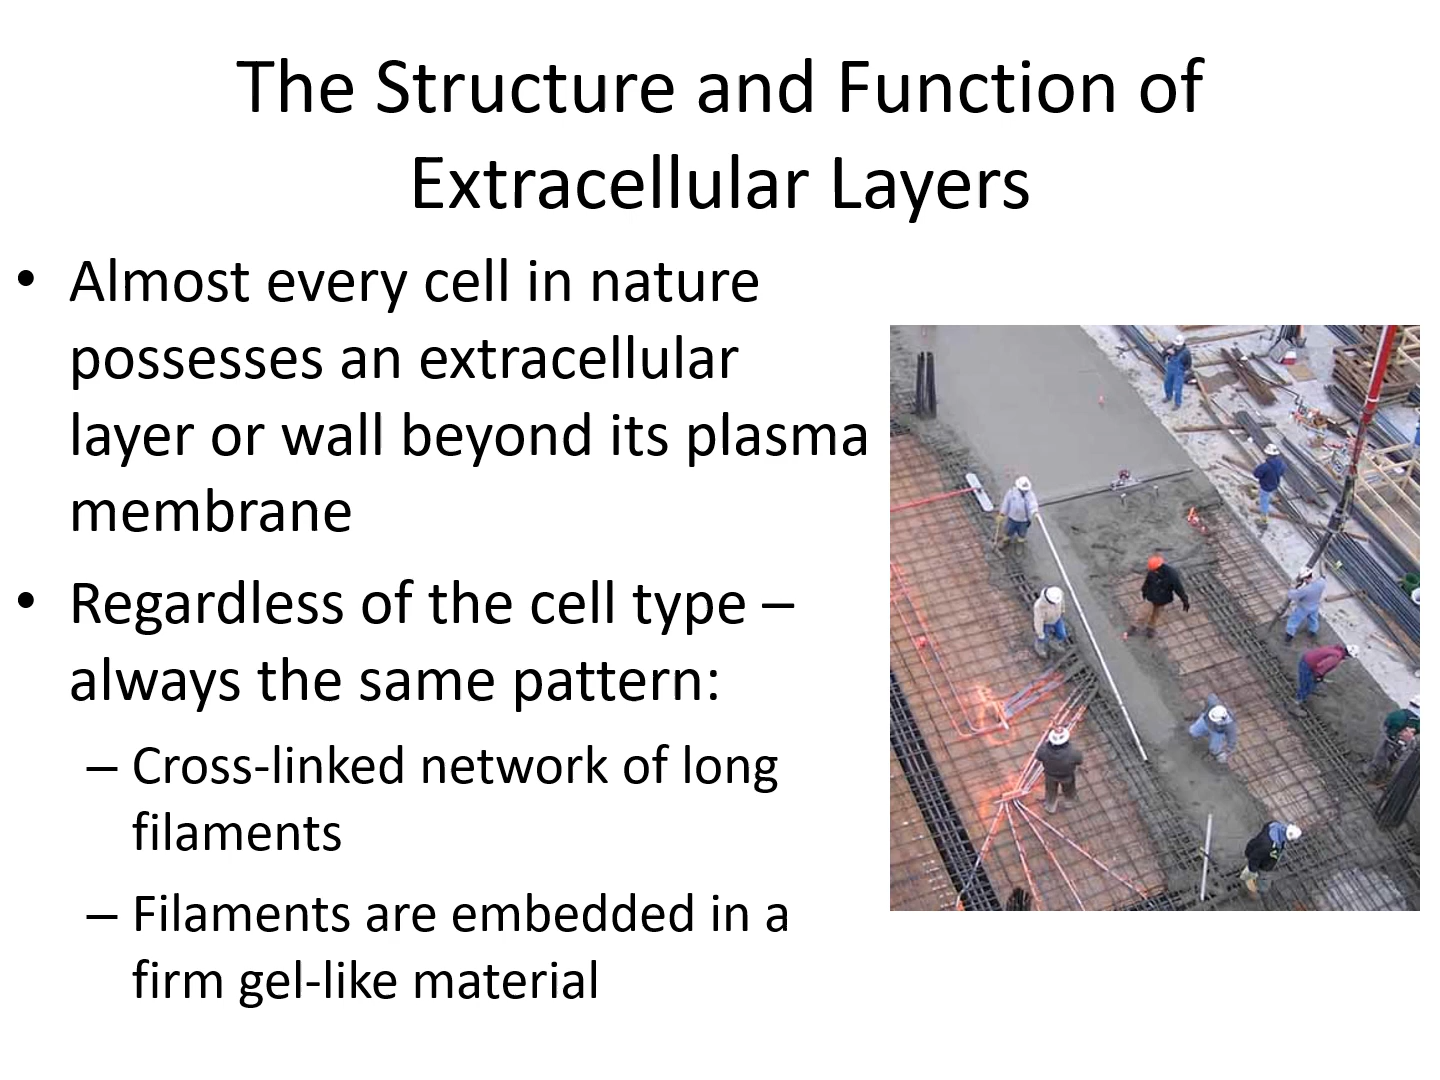 The Structure and Function of
Extracellular Layers
• Almost every cell in nature
possesses an extracellular
layer or wall beyond its plasma
membrane
• Regardless of the cell type –
always the same pattern:
– Cross-linked network of long
filaments
– Filaments are embedded in a
firm gel-like material